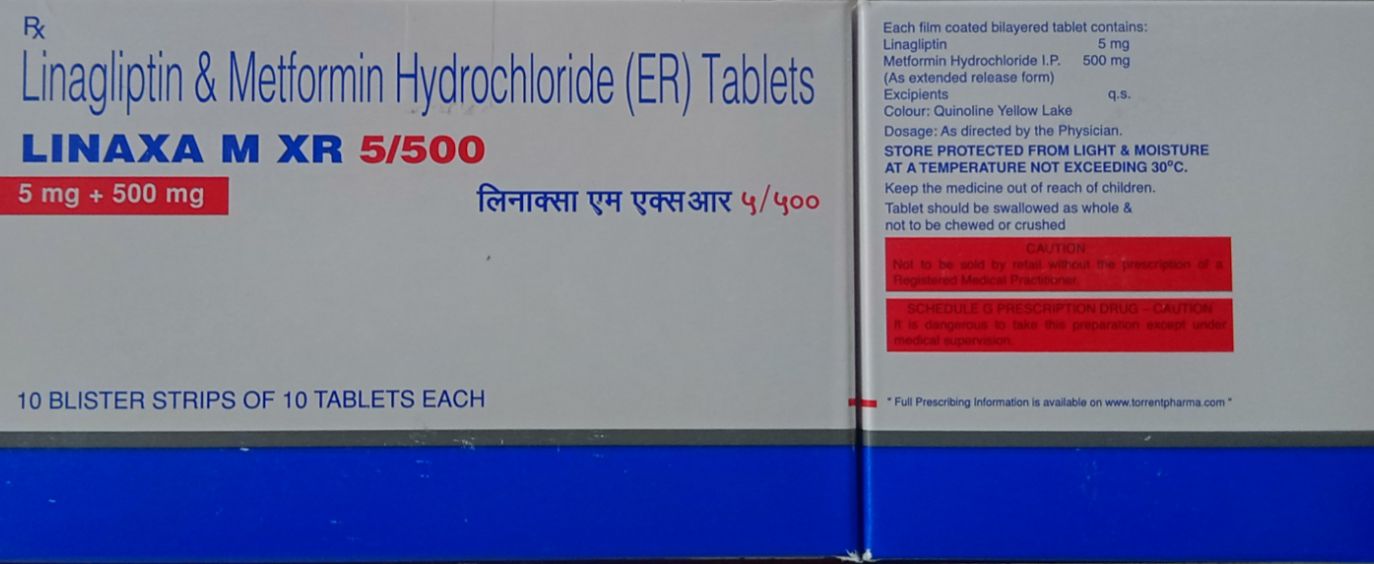 Rx
Linagliptin & Metformin Hydrochloride (ER) Tablets
LINAXA M XR 5/500
5 mg + 500 mg
लिनाक्सा एम एक्सआर ५/५००
10 BLISTER STRIPS OF 10 TABLETS EACH
Each film coated bilayered tablet contains:
Linagliptin 5 mg
Metformin Hydrochloride I.P. 500 mg
(As extended release form)
Excipients q.s.
Colour: Quinoline Yellow Lake
Dosage: As directed by the Physician.
STORE PROTECTED FROM LIGHT & MOISTURE
AT A TEMPERATURE NOT EXCEEDING 30°C.
Keep the medicine out of reach of children.
Tablet should be swallowed as whole &
not to be chewed or crushed
CAUTION
Not to be sold by retail without the prescription of a
Registered Medical Practitioner.
SCHEDULE G PRESCRIPTION DRUG - CAUTION
It is dangerous to take this preparation except under
medical supervision.
" Full Prescribing Information is available on www.torrentpharma.com "